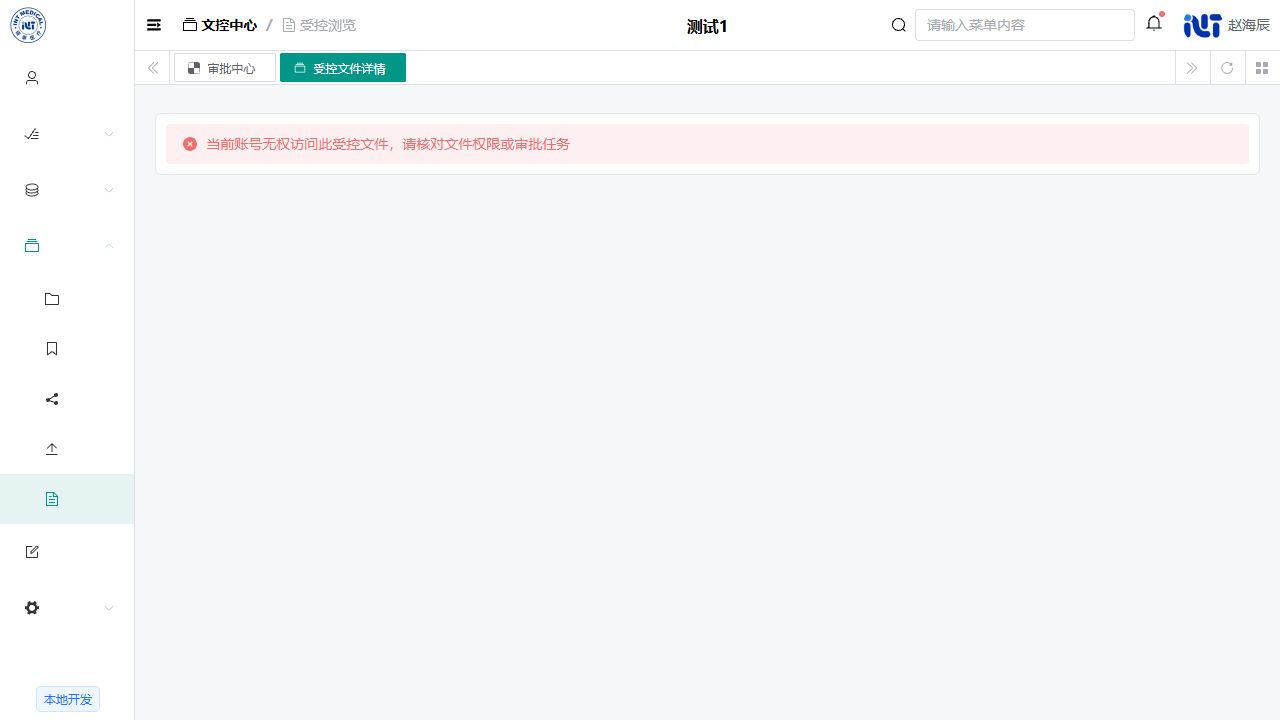 文控中心 / 受控浏览
测试1
请输入菜单内容
赵海辰
审批中心
受控文件详情
当前账号无权访问此受控文件，请核对文件权限或审批任务
本地开发